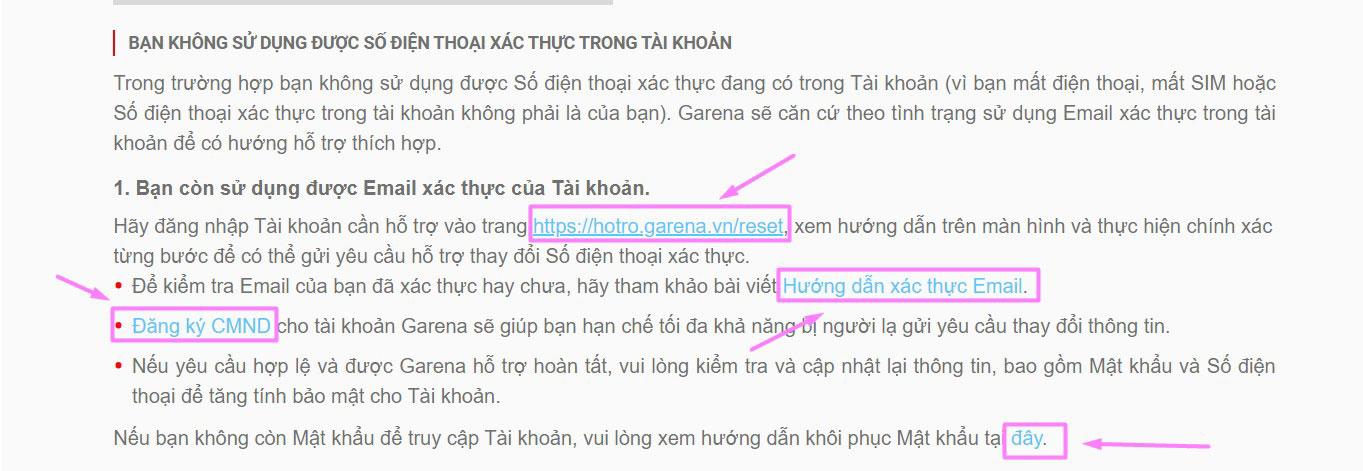 BẠN KHÔNG SỬ DỤNG ĐƯỢC SỐ ĐIỆN THOẠI XÁC THỰC TRONG TÀI KHOẢN
Trong trường hợp bạn không sử dụng được Số điện thoại xác thực đang có trong Tài khoản (vì bạn mất điện thoại, mất SIM hoặc
Số điện thoại xác thực trong tài khoản không phải là của bạn). Garena sẽ căn cứ theo tình trạng sử dụng Email xác thực trong tài
khoản để có hướng hỗ trợ thích hợp.
1. Bạn còn sử dụng được Email xác thực của Tài khoản.
Hãy đăng nhập Tài khoản cần hỗ trợ vào trang https://hotro.garena.vn/reset, xem hướng dẫn trên màn hình và thực hiện chính xác
từng bước để có thể gửi yêu cầu hỗ trợ thay đổi Số điện thoại xác thực.
• Để kiểm tra Email của bạn đã xác thực hay chưa, hãy tham khảo bài viết Hướng dẫn xác thực Email.
• Đăng ký CMND cho tài khoản Garena sẽ giúp bạn hạn chế tối đa khả năng bị người lạ gửi yêu cầu thay đổi thông tin.
• Nếu yêu cầu hợp lệ và được Garena hỗ trợ hoàn tất, vui lòng kiểm tra và cập nhật lại thông tin, bao gồm Mật khẩu và Số điện
thoại để tăng tính bảo mật cho Tài khoản.
Nếu bạn không còn Mật khẩu để truy cập Tài khoản, vui lòng xem hướng dẫn khôi phục Mật khẩu tại đây.